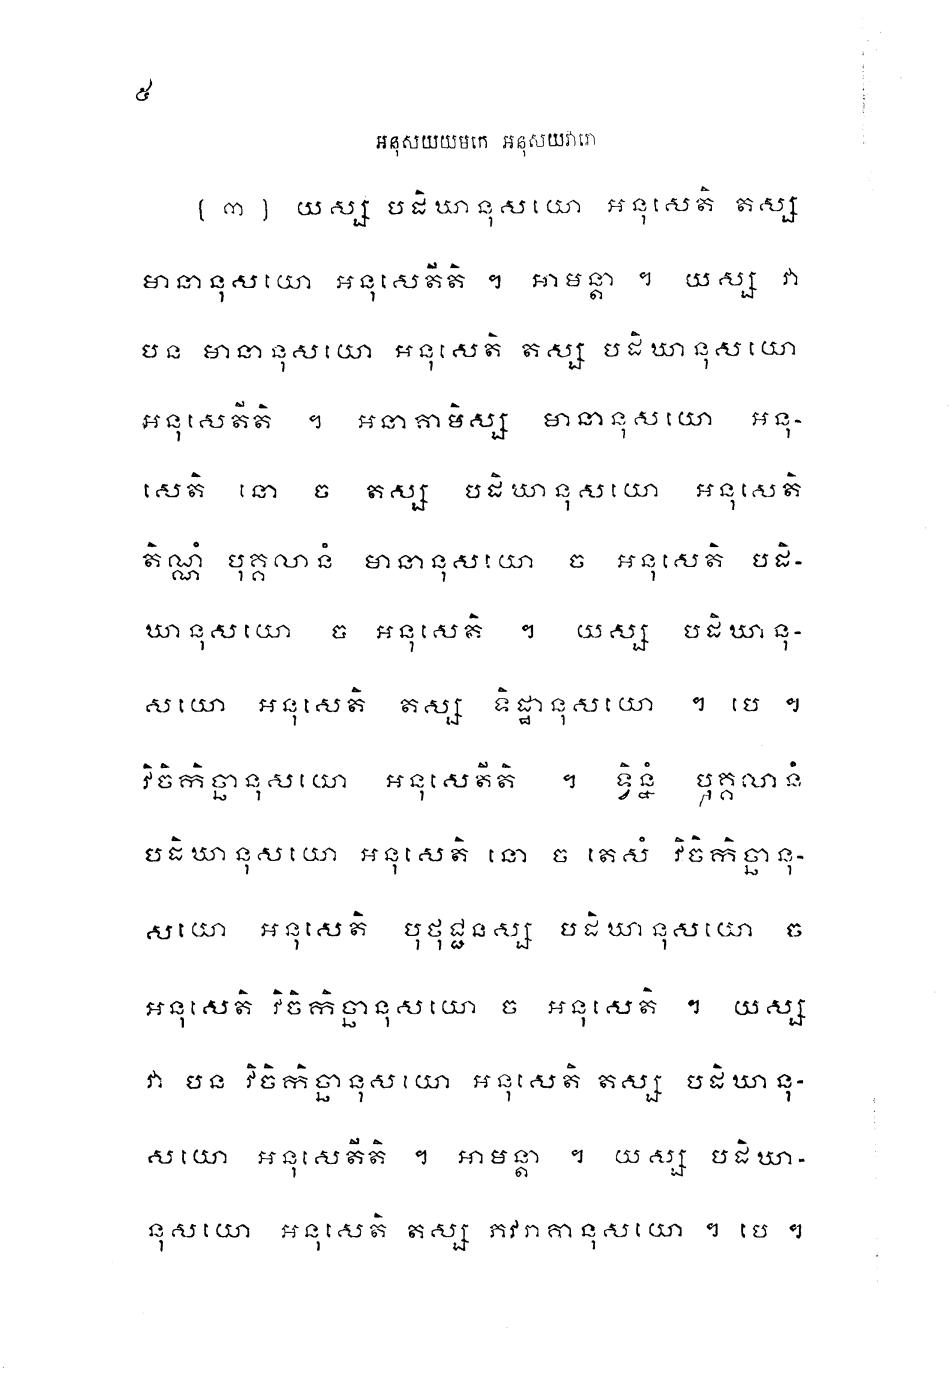 ៥
អនុសយយមកេ អនុសយវារោ
( ៣ ) យស្ស បដិឃានុសយោ អនុសេតិ តស្ស
មានានុសយោ អនុសេតីតិ ។ អាមន្តា ។ យស្ស វា
បន មានានុសយោ អនុសេតិ តស្ស បដិឃានុសយោ
អនុសេតីតិ ។ អនាគាមិស្ស មានានុសយោ អនុ-
សេតិ នោ ច តស្ស បដិឃានុសយោ អនុសេតិ
តិណ្ណំ បុគ្គលានំ មានានុសយោ ច អនុសេតិ បដិ-
ឃានុសយោ ច អនុសេតិ ។ យស្ស បដិឃានុ-
សយោ អនុសេតិ តស្ស ទិដ្ឋានុសយោ ។ បេ ។
វិចិកិច្ឆានុសយោ អនុសេតីតិ ។ ទ្វិន្នំ បុគ្គលានំ
បដិឃានុសយោ អនុសេតិ នោ ច តេសំ វិចិកិច្ឆានុ-
សយោ អនុសេតិ បុថុជ្ជនស្ស បដិឃានុសយោ ច
អនុសេតិ វិចិកិច្ឆានុសយោ ច អនុសេតិ ។ យស្ស
វា បន វិចិកិច្ឆានុសយោ អនុសេតិ តស្ស បដិឃានុ-
សយោ អនុសេតីតិ ។ អាមន្តា ។ យស្ស បដិឃា-
នុសយោ អនុសេតិ តស្ស ភវរាគានុសយោ ។ បេ ។